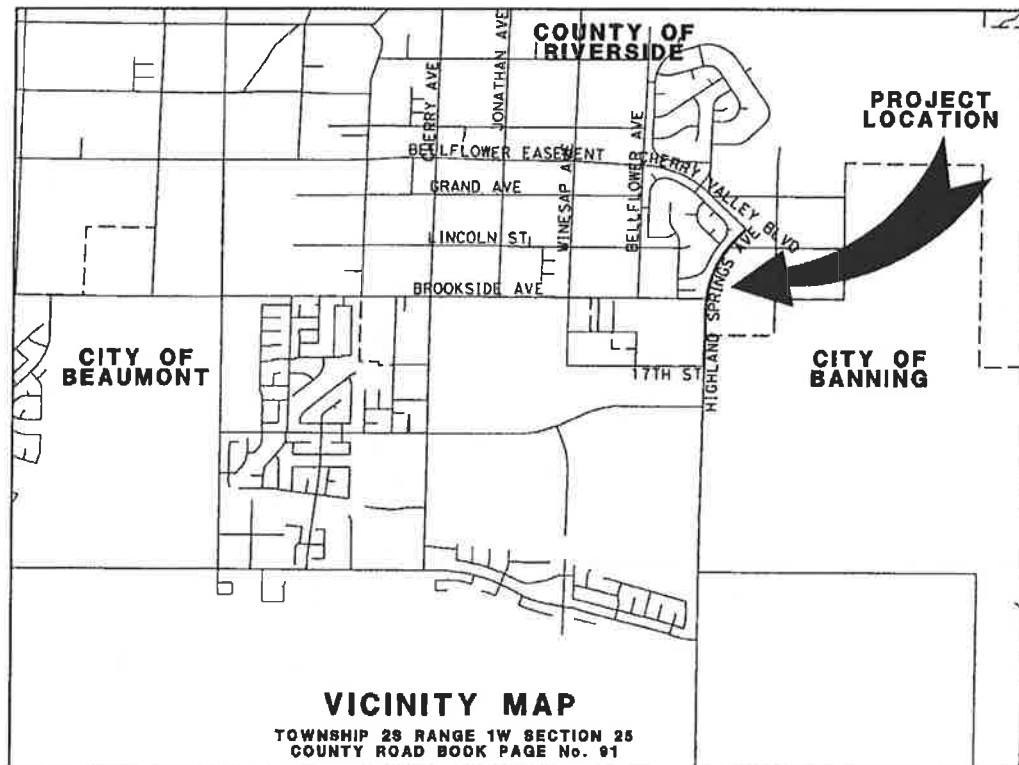 COUNTY OF
RIVERSIDE
PROJECT
LOCATION
CHERRY AVE
JONATHAN AVE
BELLFLOWER EASEMENT
CHERRY VALLEY BLVD
GRAND AVE
WINESAP AVE
BELLFLOWER AVE
LINCOLN ST
BROOKSIDE AVE
HIGHLAND SPRINGS AVE
17TH ST
CITY OF
BEAUMONT
CITY OF
BANNING
VICINITY MAP
TOWNSHIP 2S RANGE 1W SECTION 25
COUNTY ROAD BOOK PAGE No. 91